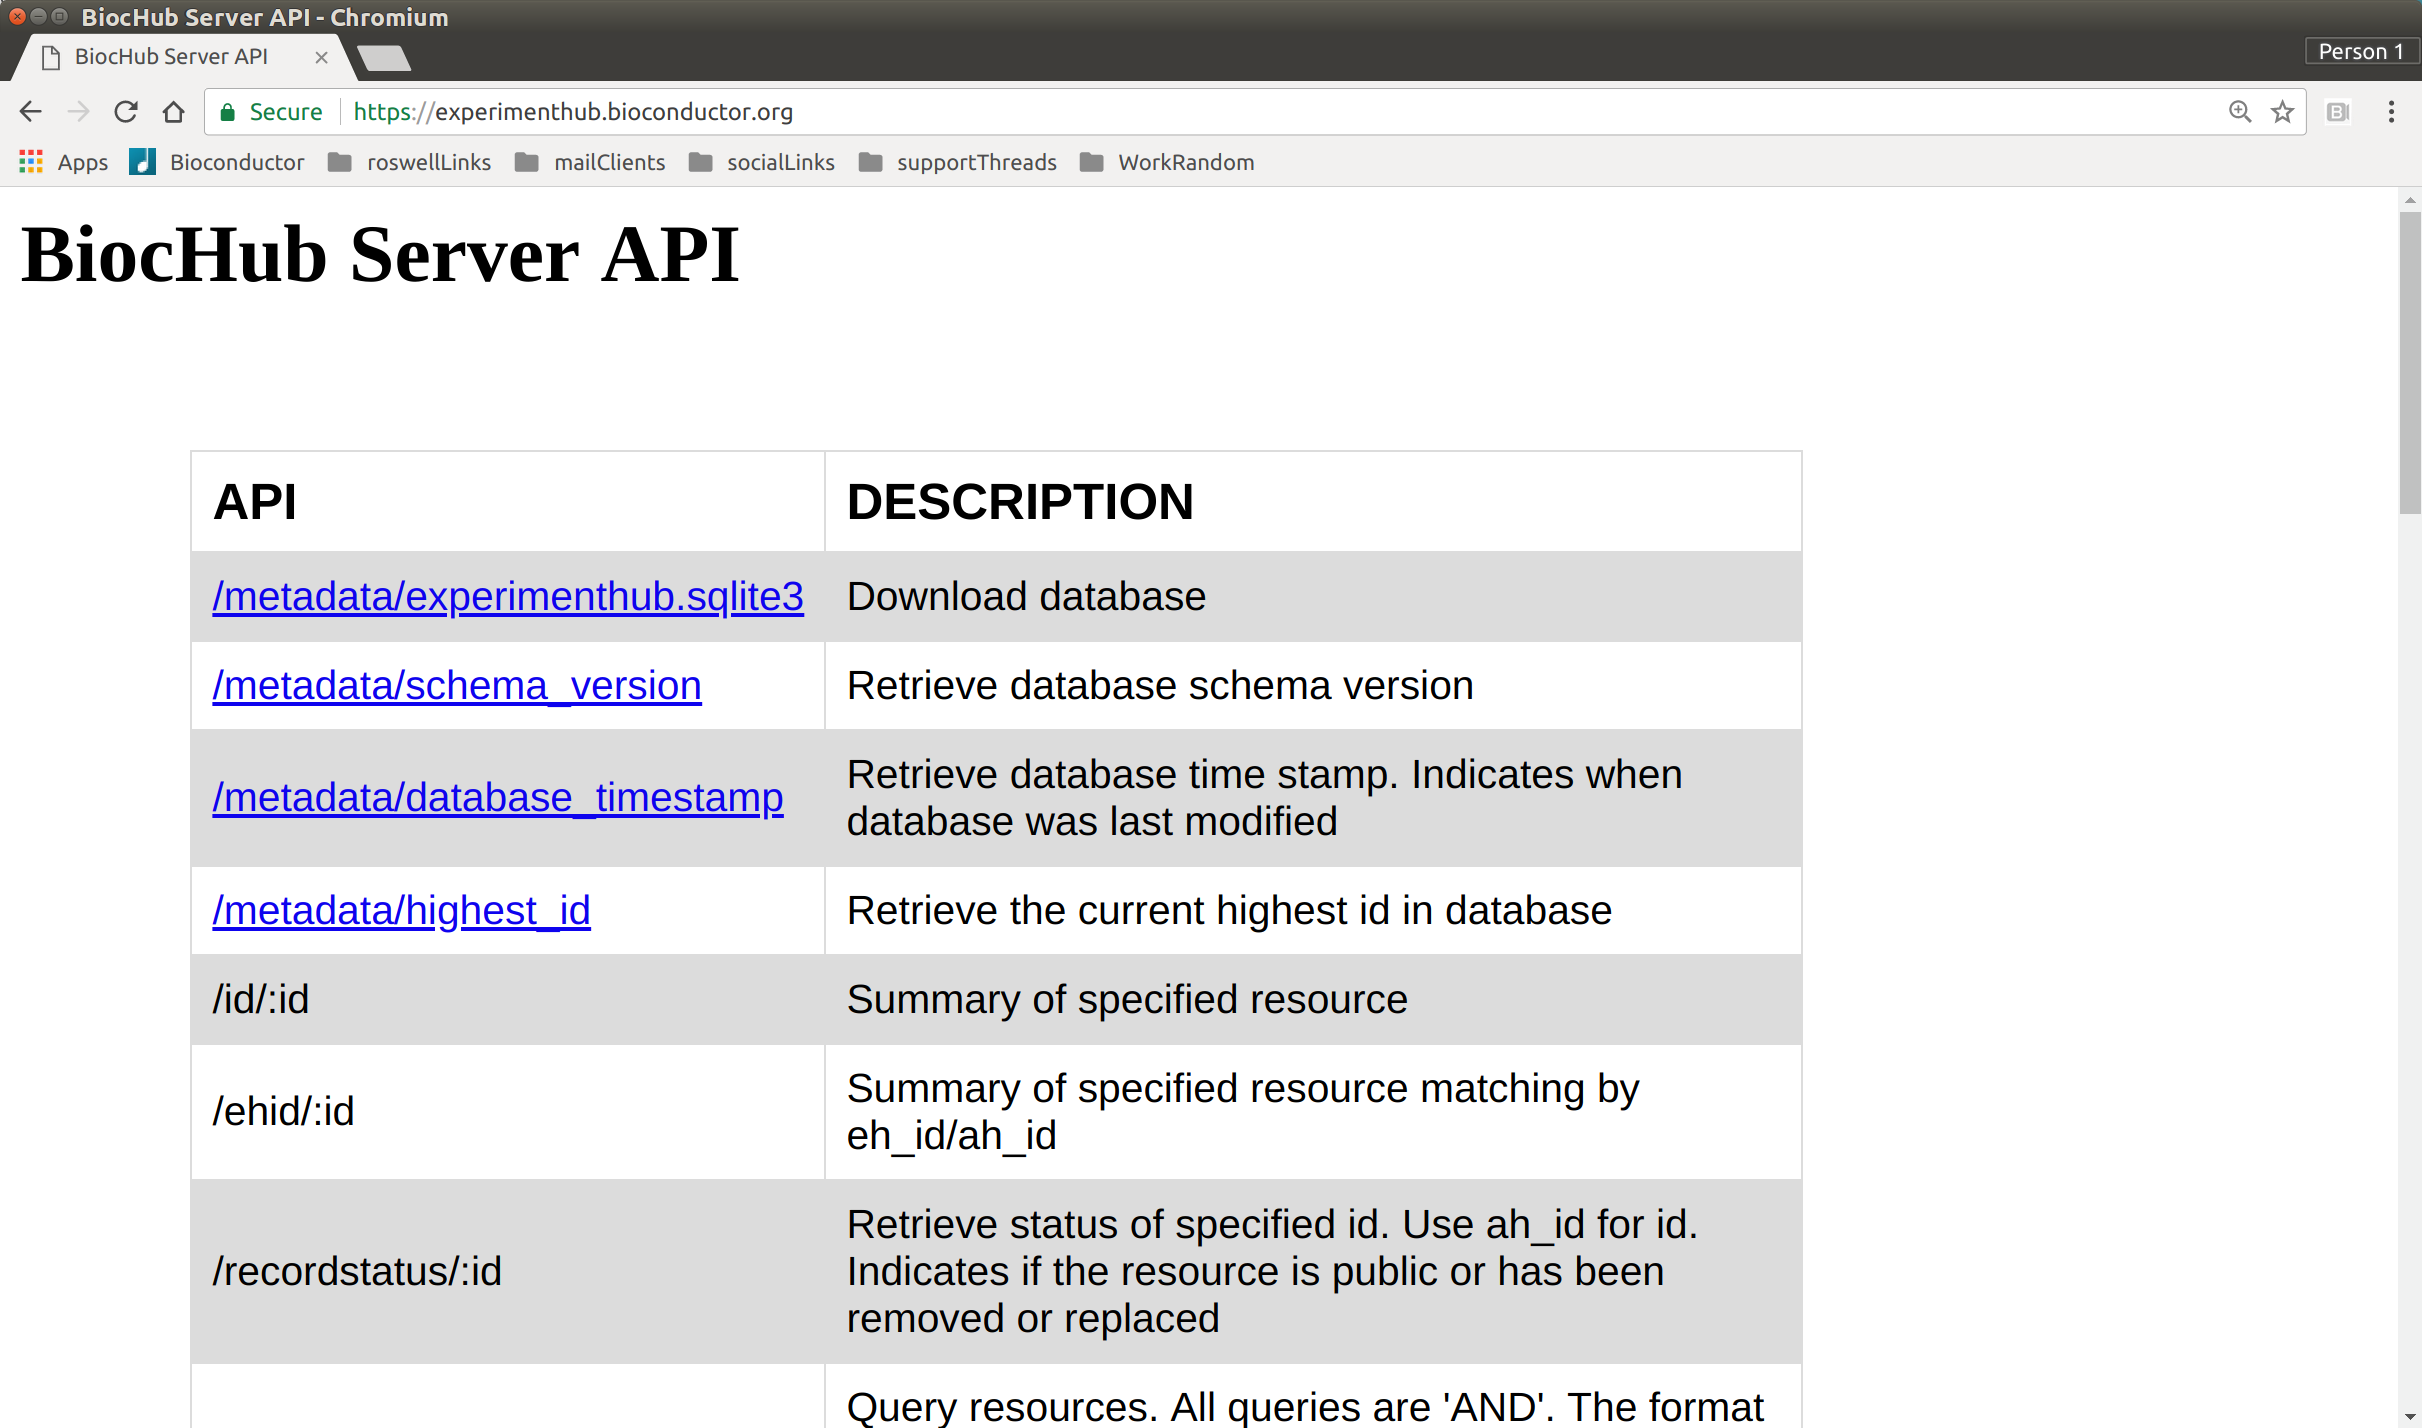 BiocHub Server API - Chromium
BiocHub Server API
Person 1
Secure
https://experimenthub.bioconductor.org
Apps
Bioconductor
roswellLinks
mailClients
socialLinks
supportThreads
WorkRandom
BiocHub Server API
API
DESCRIPTION
/metadata/experimenthub.sqlite3
Download database
/metadata/schema_version
Retrieve database schema version
/metadata/database_timestamp
Retrieve database time stamp. Indicates when
database was last modified
/metadata/highest_id
Retrieve the current highest id in database
/id/:id
Summary of specified resource
/ehid/:id
Summary of specified resource matching by
eh_id/ah_id
/recordstatus/:id
Retrieve status of specified id. Use ah_id for id.
Indicates if the resource is public or has been
removed or replaced
Query resources. All queries are 'AND'. The format